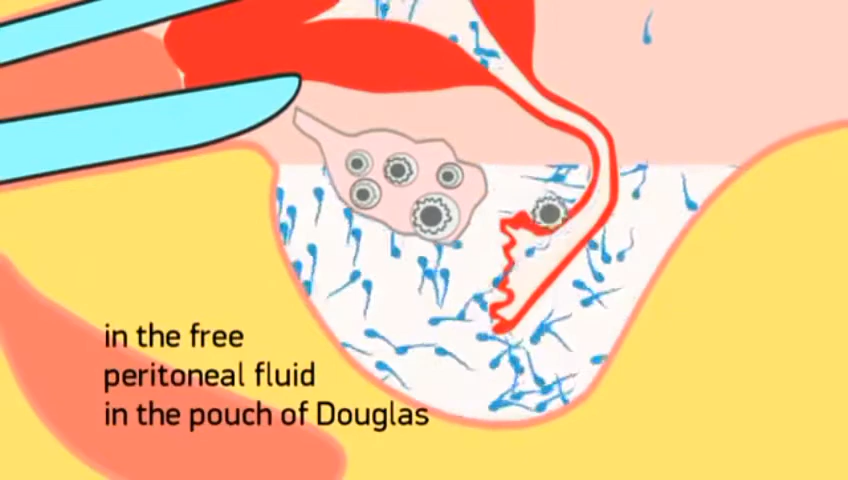 in the free
peritoneal fluid
in the pouch of Douglas